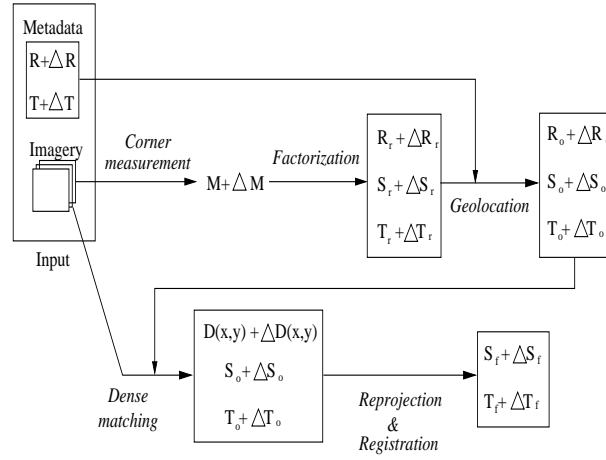 Metadata
R+△R
T+△T
Imagery
Input
Corner
measurement
M+△M
Factorization
Rr+△Rr
Sr+△Sr
Tr+△Tr
Geolocation
Ro+△R
So+△So
To+△To
Dense
matching
D(x,y)+△D(x,y)
So+△So
To+△To
Reprojection
&
Registration
Sf+△Sf
Tf+△Tf